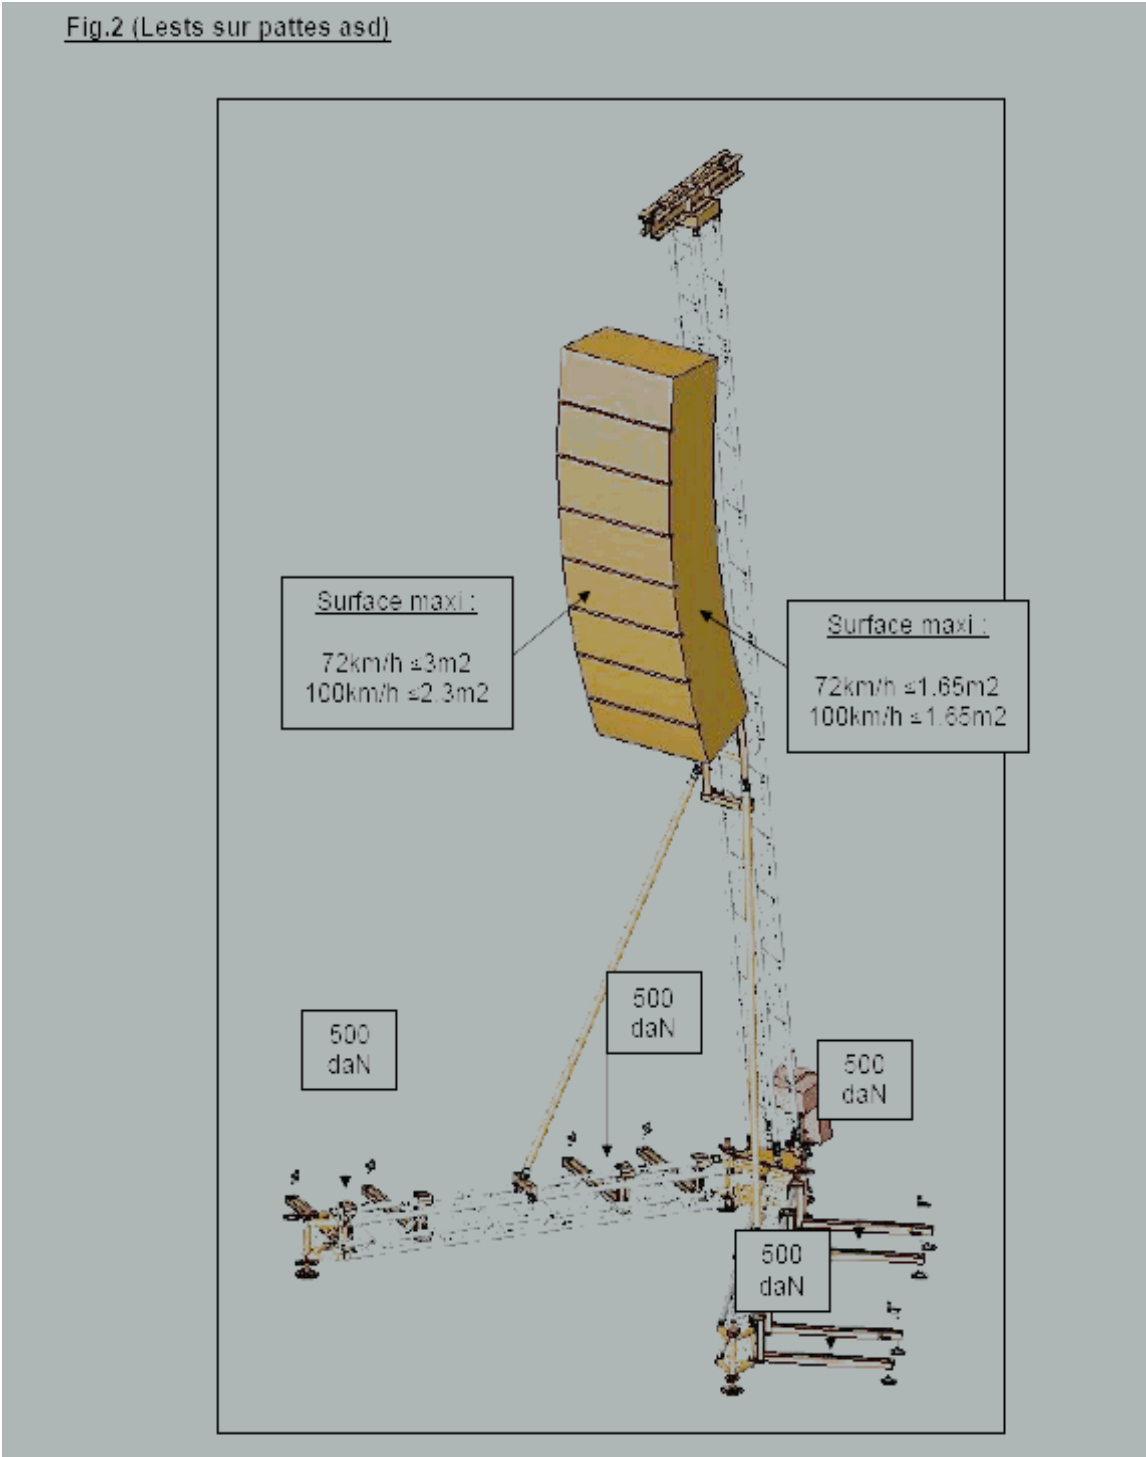 Fig.2 (Lests sur pattes asd)
Surface maxi :
72km/h ≤3m2
100km/h ≤2.3m2
Surface maxi :
72km/h ≤1.65m2
100km/h ≤1.65m2
500
daN
500
daN
500
daN
500
daN